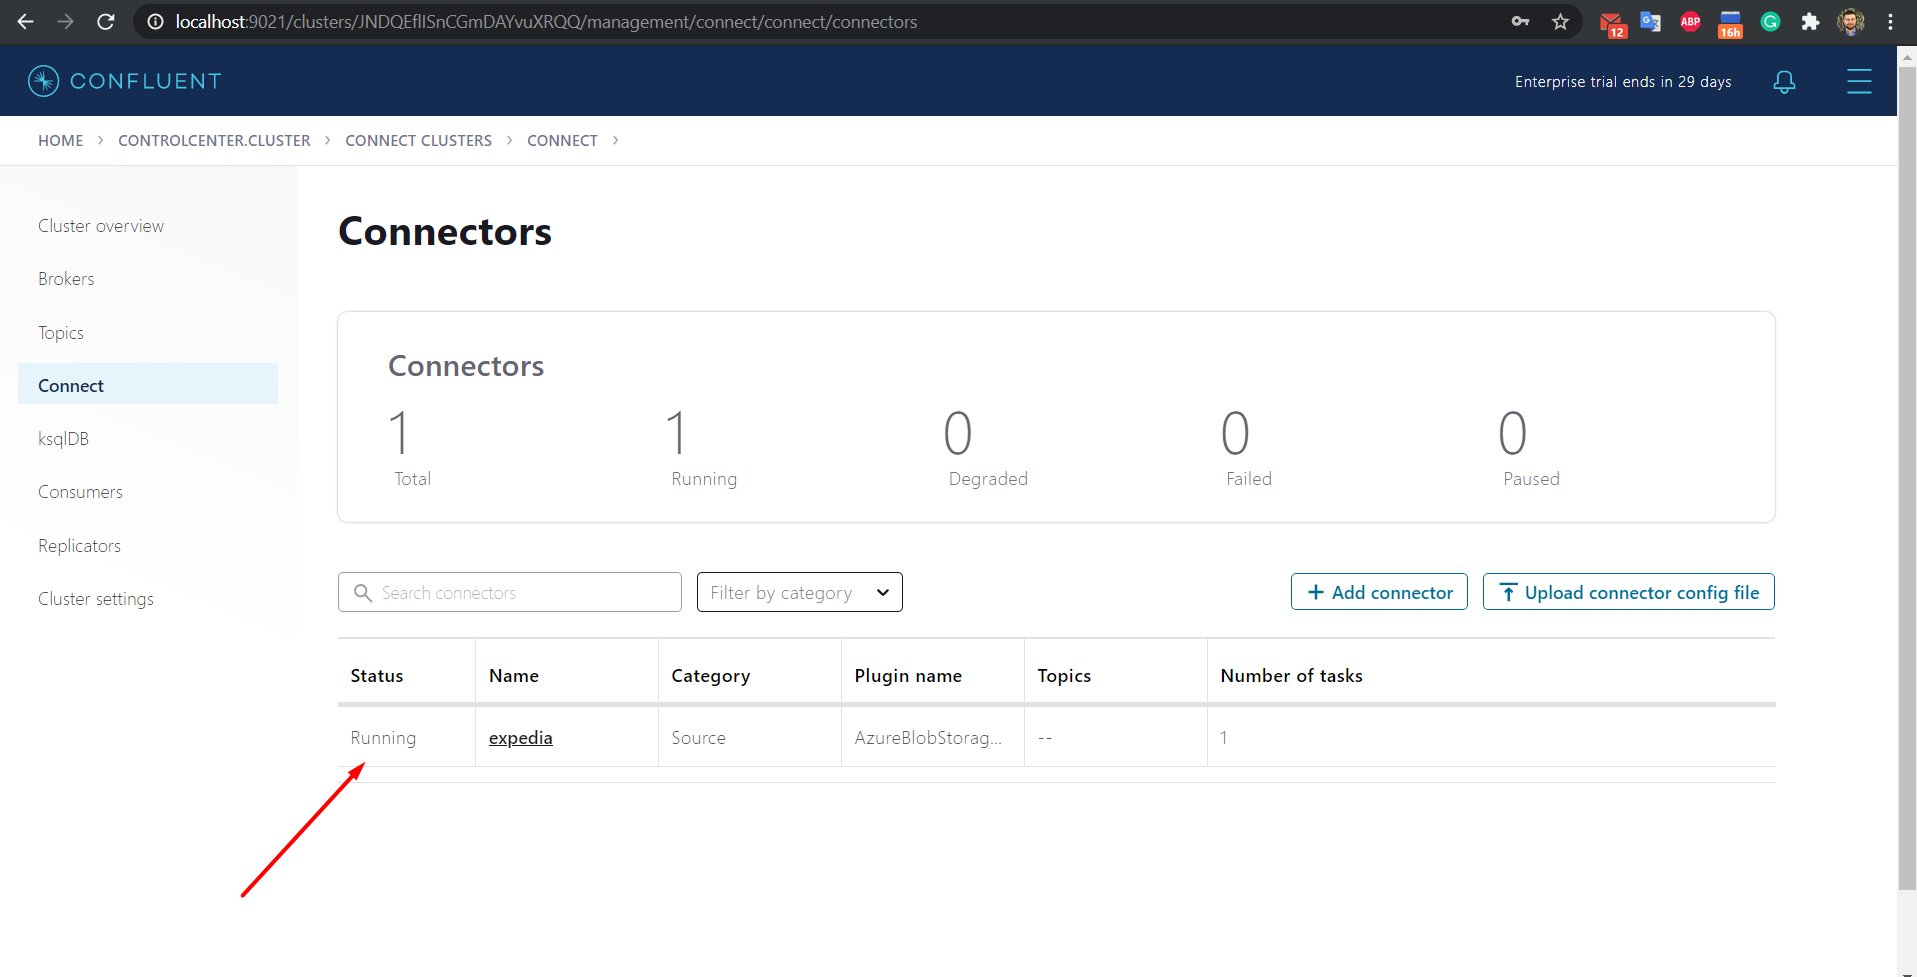 localhost:9021/clusters/JNDQEflISnCGmDAYvuXRQQ/management/connect/connect/connectors
12
ABP
16h
CONFLUENT
Enterprise trial ends in 29 days
HOME > CONTROLCENTER.CLUSTER > CONNECT CLUSTERS > CONNECT >
Cluster overview
Brokers
Topics
Connect
ksqlDB
Consumers
Replicators
Cluster settings
Connectors
Connectors
1 1 0 0 0
Total Running Degraded Failed Paused
Search connectors Filter by category + Add connector Upload connector config file
Status Name Category Plugin name Topics Number of tasks
Running expedia Source AzureBlobStorag... -- 1